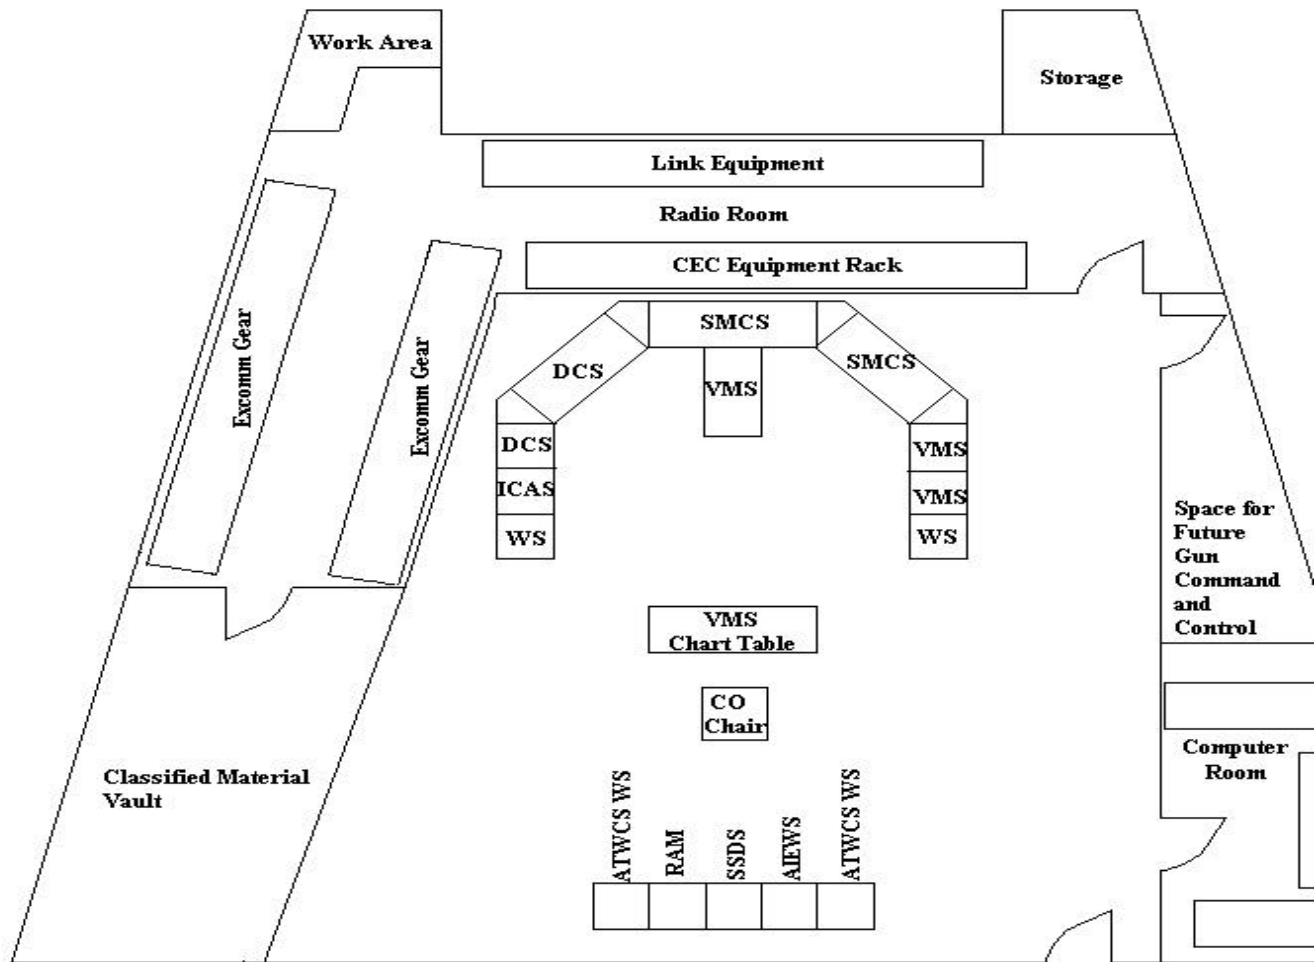 Work Area
Storage
Link Equipment
Radio Room
CEC Equipment Rack
Excomm Gear
Excomm Gear
SMCS
DCS
VMS
SMCS
DCS
ICAS
WS
VMS
VMS
WS
Space for
Future
Gun
Command
and
Control
VMS
Chart Table
CO
Chair
Computer
Room
Classified Material
Vault
ATWCS WS
RAM
SSDS
AIEWS
ATWCS WS